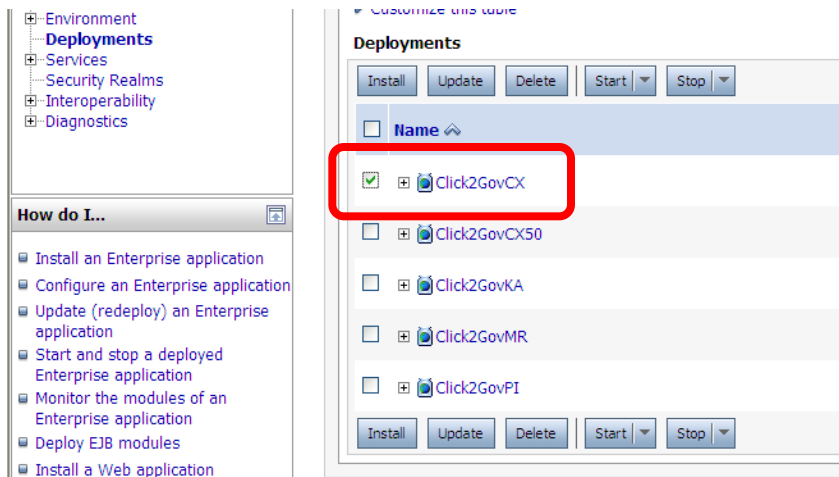 Environment
Deployments
Services
Security Realms
Interoperability
Diagnostics
How do I...
Install an Enterprise application
Configure an Enterprise application
Update (redeploy) an Enterprise
application
Start and stop a deployed
Enterprise application
Monitor the modules of an
Enterprise application
Deploy EJB modules
Install a Web application
Customize this table
Deployments
Install Update Delete Start Stop
Name
Click2GovCX
Click2GovCX50
Click2GovKA
Click2GovMR
Click2GovPI
Install Update Delete Start Stop